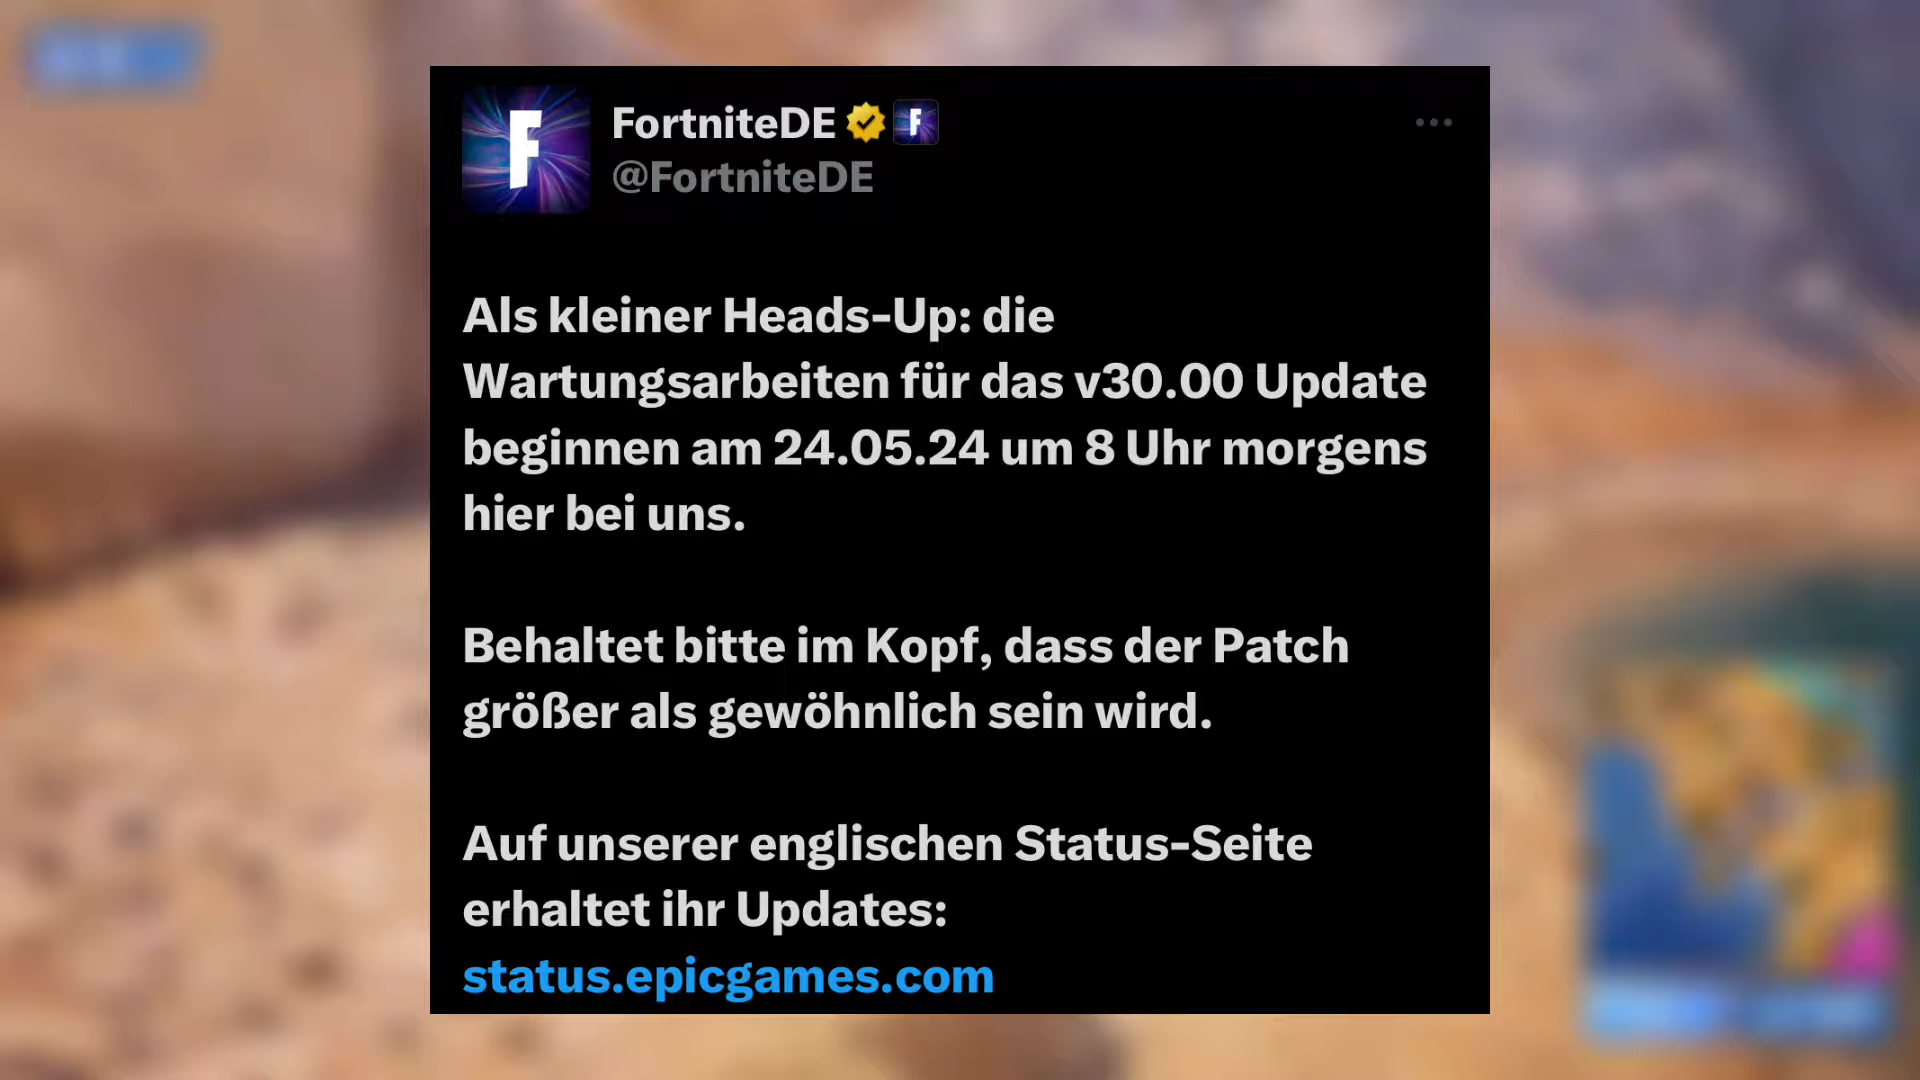 FortniteDE
@FortniteDE
Als kleiner Heads-Up: die
Wartungsarbeiten für das v30.00 Update
beginnen am 24.05.24 um 8 Uhr morgens
hier bei uns.
Behaltet bitte im Kopf, dass der Patch
größer als gewöhnlich sein wird.
Auf unserer englischen Status-Seite
erhaltet ihr Updates:
status.epicgames.com